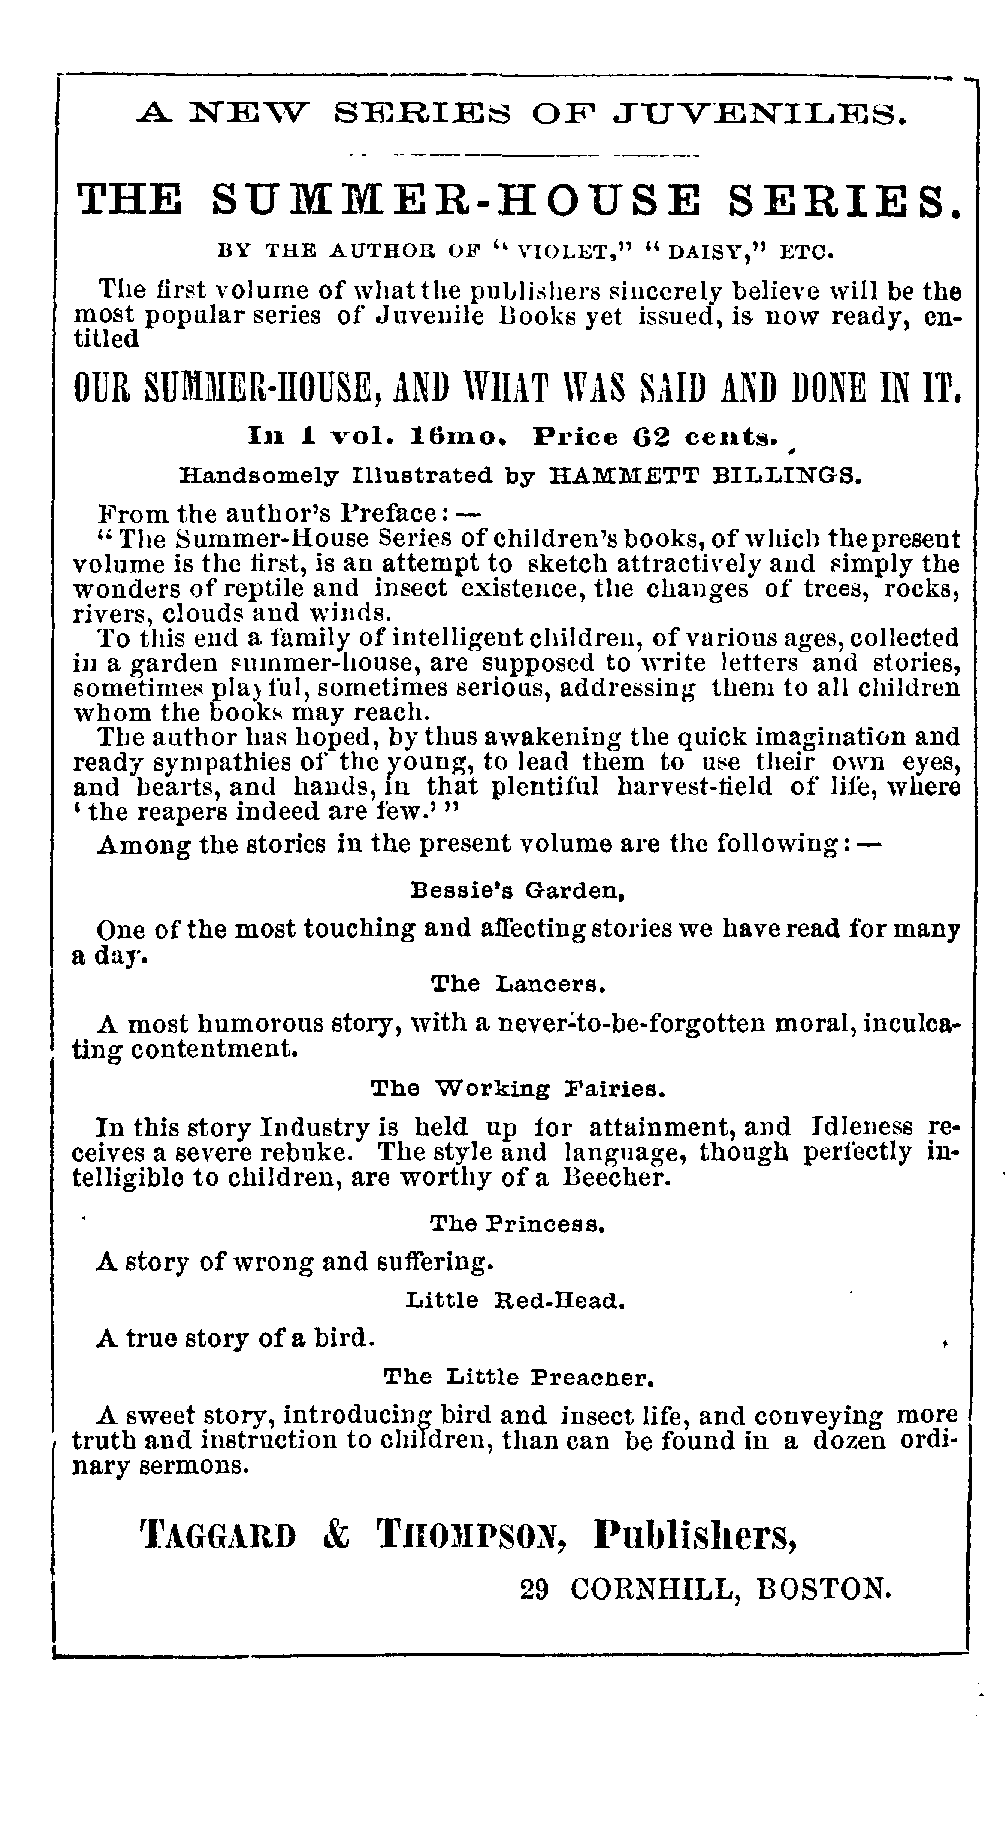 A NEW SERIES OF JUVENILES.
THE SUMMER-HOUSE SERIES.
BY THE AUTHOR OF "VIOLET," "DAISY," ETC.
The first volume of what the publishers sincerely believe will be the
most popular series of Juvenile Books yet issued, is now ready, en-
titled
OUR SUMMER-HOUSE, AND WHAT WAS SAID AND DONE IN IT.
In 1 vol. 16mo. Price 62 cents.
Handsomely Illustrated by HAMMETT BILLINGS.
From the author's Preface: —
"The Summer-House Series of children's books, of which the present
volume is the first, is an attempt to sketch attractively and simply the
wonders of reptile and insect existence, the changes of trees, rocks,
rivers, clouds and winds.
To this end a family of intelligent children, of various ages, collected
in a garden summer-house, are supposed to write letters and stories,
sometimes playful, sometimes serious, addressing them to all children
whom the books may reach.
The author has hoped, by thus awakening the quick imagination and
ready sympathies of the young, to lead them to use their own eyes,
and hearts, and hands, in that plentiful harvest-field of life, where
'the reapers indeed are few.'"
Among the stories in the present volume are the following: —
Bessie's Garden,
One of the most touching and affecting stories we have read for many
a day.
The Lancers.
A most humorous story, with a never-to-be-forgotten moral, inculca-
ting contentment.
The Working Fairies.
In this story Industry is held up for attainment, and Idleness re-
ceives a severe rebuke. The style and language, though perfectly in-
telligible to children, are worthy of a Beecher.
The Princess.
A story of wrong and suffering.
Little Red-Head.
A true story of a bird.
The Little Preacher.
A sweet story, introducing bird and insect life, and conveying more
truth and instruction to children, than can be found in a dozen ordi-
nary sermons.
TAGGARD & THOMPSON, Publishers,
29 CORNHILL, BOSTON.